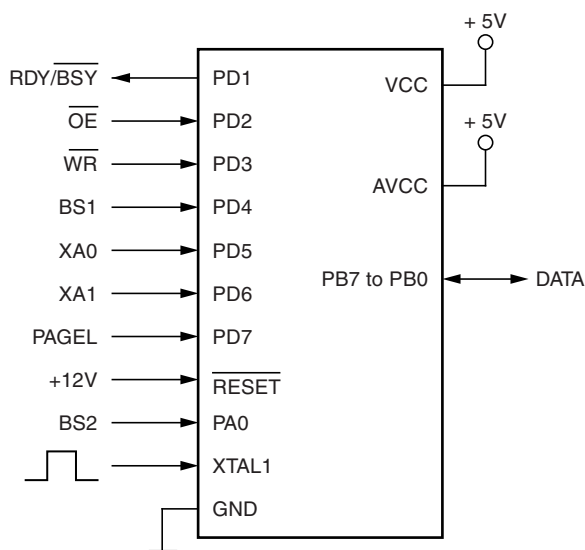 + 5V
RDY/BSY PD1 VCC
OE PD2 + 5V
WR PD3
BS1 PD4 AVCC
XA0 PD5
XA1 PD6 PB7 to PB0 DATA
PAGEL PD7
+12V RESET
BS2 PA0
XTAL1
GND